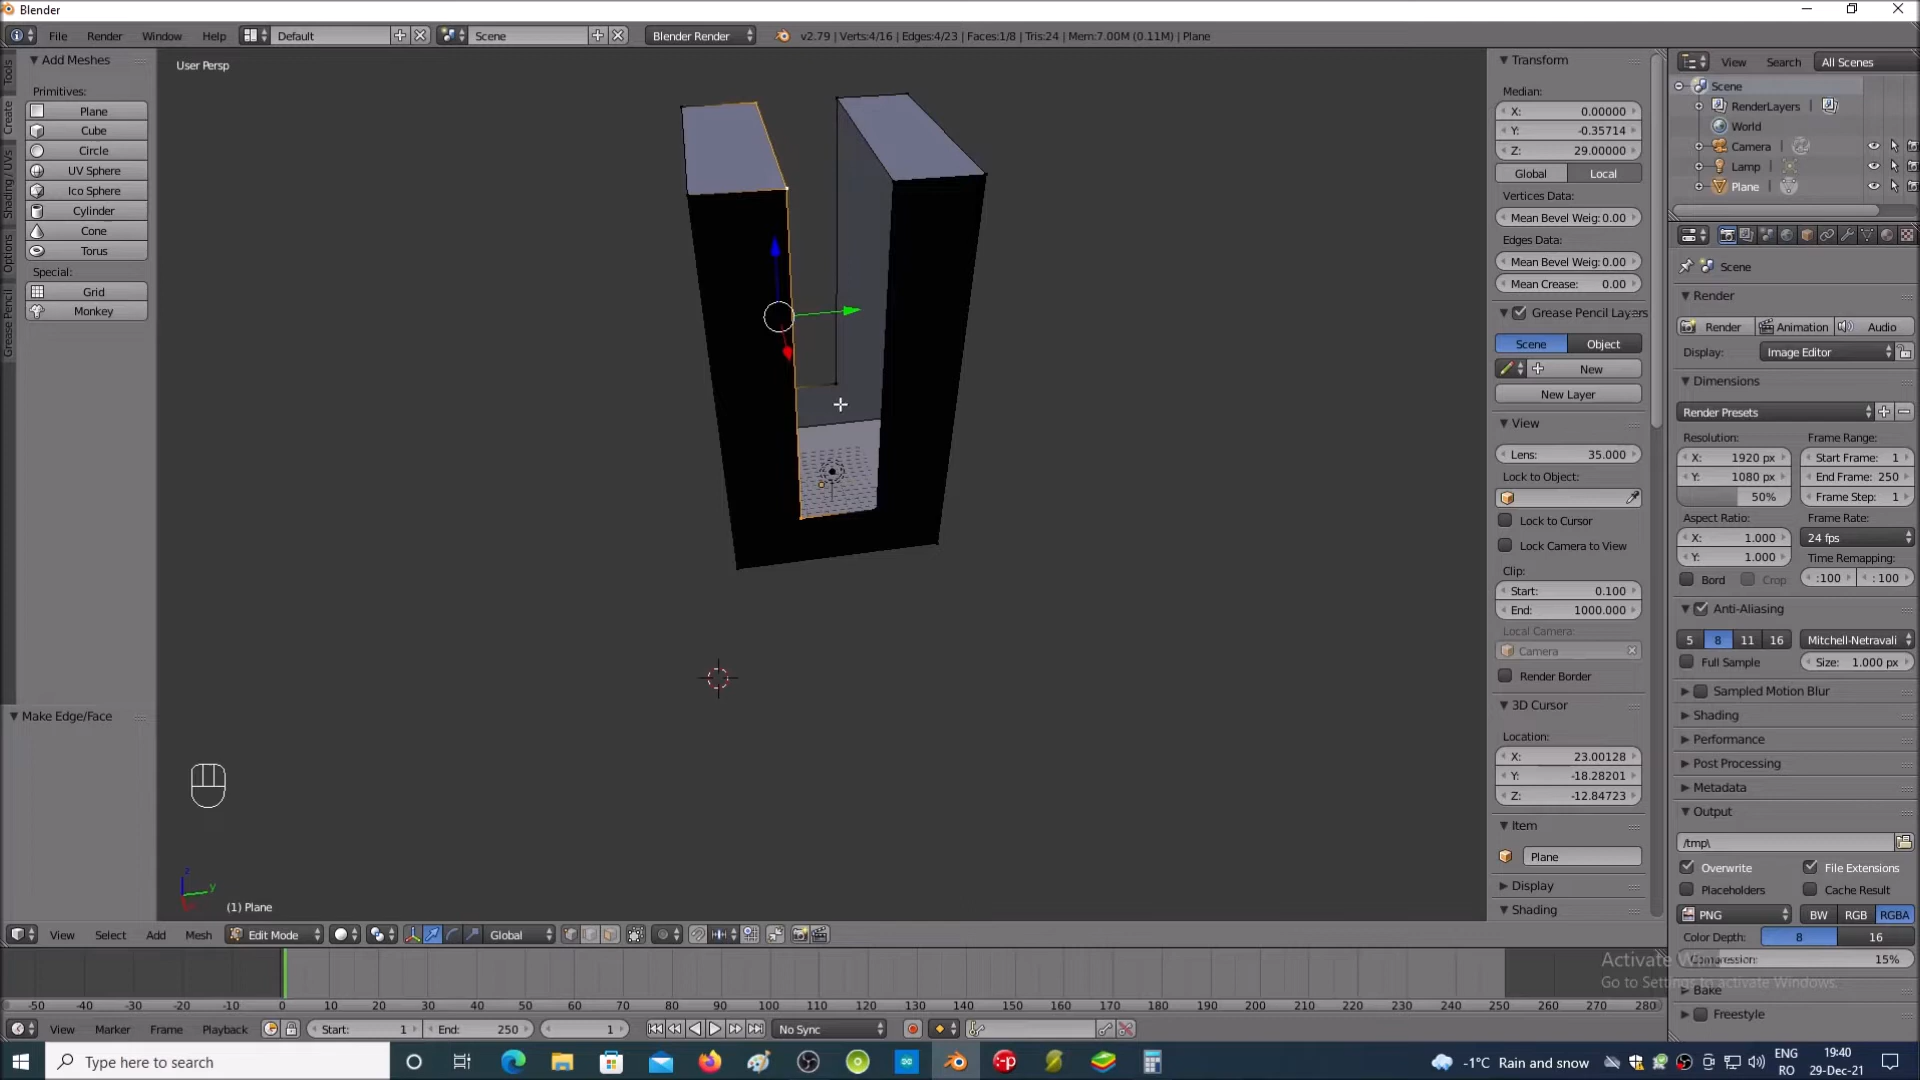 Blender
File Render Window Help Default Scene Blender Render v2.79 | Verts:4/16 | Edges:4/23 | Faces:1/8 | Tris:24 | Mem:7.00M (0.11M) | Plane
Add Meshes
Primitives:
Plane
Cube
Circle
UV Sphere
Ico Sphere
Cylinder
Cone
Torus
Special:
Grid
Monkey
Tools
Create
Shading / UVs
Options
Grease Pencil
Make Edge/Face
User Persp
(1) Plane
z
y
Transform
Median:
X: 0.00000
Y: -0.35714
Z: 29.00000
Global Local
Vertices Data:
Mean Bevel Weig: 0.00
Edges Data:
Mean Bevel Weig: 0.00
Mean Crease: 0.00
Grease Pencil Layers
Scene Object
New
New Layer
View
Lens: 35.000
Lock to Object:
Lock to Cursor
Lock Camera to View
Clip:
Start: 0.100
End: 1000.000
Local Camera:
Camera
Render Border
3D Cursor
Location:
X: 23.00128
Y: -18.28201
Z: -12.84723
Item
Plane
Display
Shading
View Search All Scenes
Scene
RenderLayers
World
Camera
Lamp
Plane
Scene
Render
Render Animation Audio
Display: Image Editor
Dimensions
Render Presets
Resolution: Frame Range:
X: 1920 px Start Frame: 1
Y: 1080 px End Frame: 250
50% Frame Step: 1
Aspect Ratio: Frame Rate:
X: 1.000 24 fps
Y: 1.000 Time Remapping:
Bord Crop :100 : 100
Anti-Aliasing
5 8 11 16 Mitchell-Netravali
Full Sample Size: 1.000 px
Sampled Motion Blur
Shading
Performance
Post Processing
Metadata
Output
/tmp\
Overwrite File Extensions
Placeholders Cache Result
PNG BW RGB RGBA
Color Depth: 8 16
Compression: 15%
Bake
Freestyle
Go to Settings to activate Windows.
View Select Add Mesh Edit Mode Global
-50 -40 -30 -20 -10 0 10 20 30 40 50 60 70 80 90 100 110 120 130 140 150 160 170 180 190 200 210 220 230 240 250 260 270 280
View Marker Frame Playback Start: 1 End: 250 1 No Sync
Type here to search
-1°C Rain and snow
ENG 19:40
RO 29-Dec-21